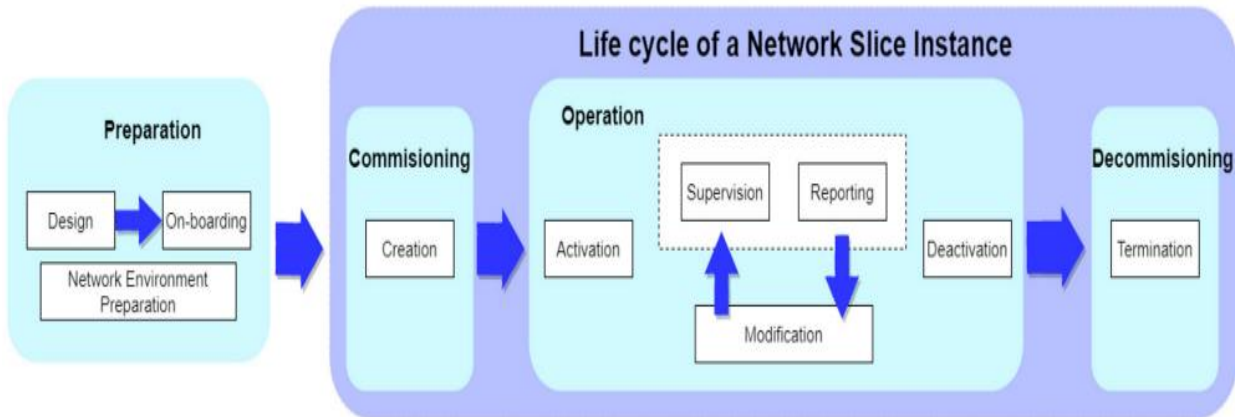 Life cycle of a Network Slice Instance
Preparation
Design
On-boarding
Network Environment
Preparation
Commisioning
Creation
Operation
Activation
Supervision
Reporting
Modification
Deactivation
Decommisioning
Termination